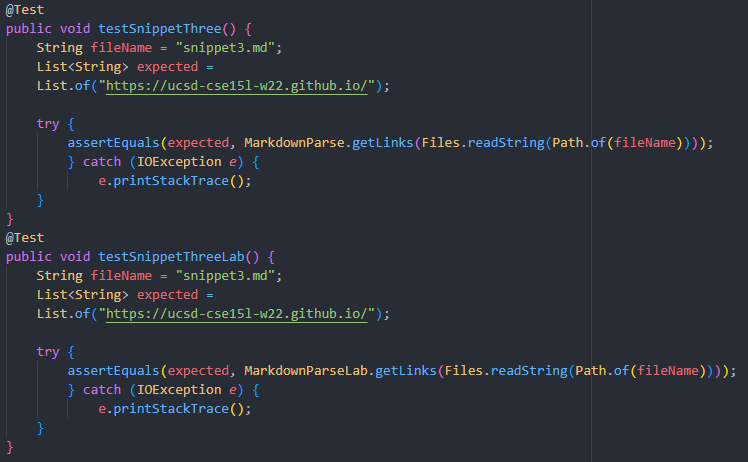 @Test
public void testSnippetThree() {
    String fileName = "snippet3.md";
    List<String> expected =
    List.of("https://ucsd-cse15l-w22.github.io/");

    try {
        assertEquals(expected, MarkdownParse.getLinks(Files.readString(Path.of(fileName))));
        } catch (IOException e) {
            e.printStackTrace();
    }
}
@Test
public void testSnippetThreeLab() {
    String fileName = "snippet3.md";
    List<String> expected =
    List.of("https://ucsd-cse15l-w22.github.io/");

    try {
        assertEquals(expected, MarkdownParseLab.getLinks(Files.readString(Path.of(fileName))));
        } catch (IOException e) {
            e.printStackTrace();
    }
}